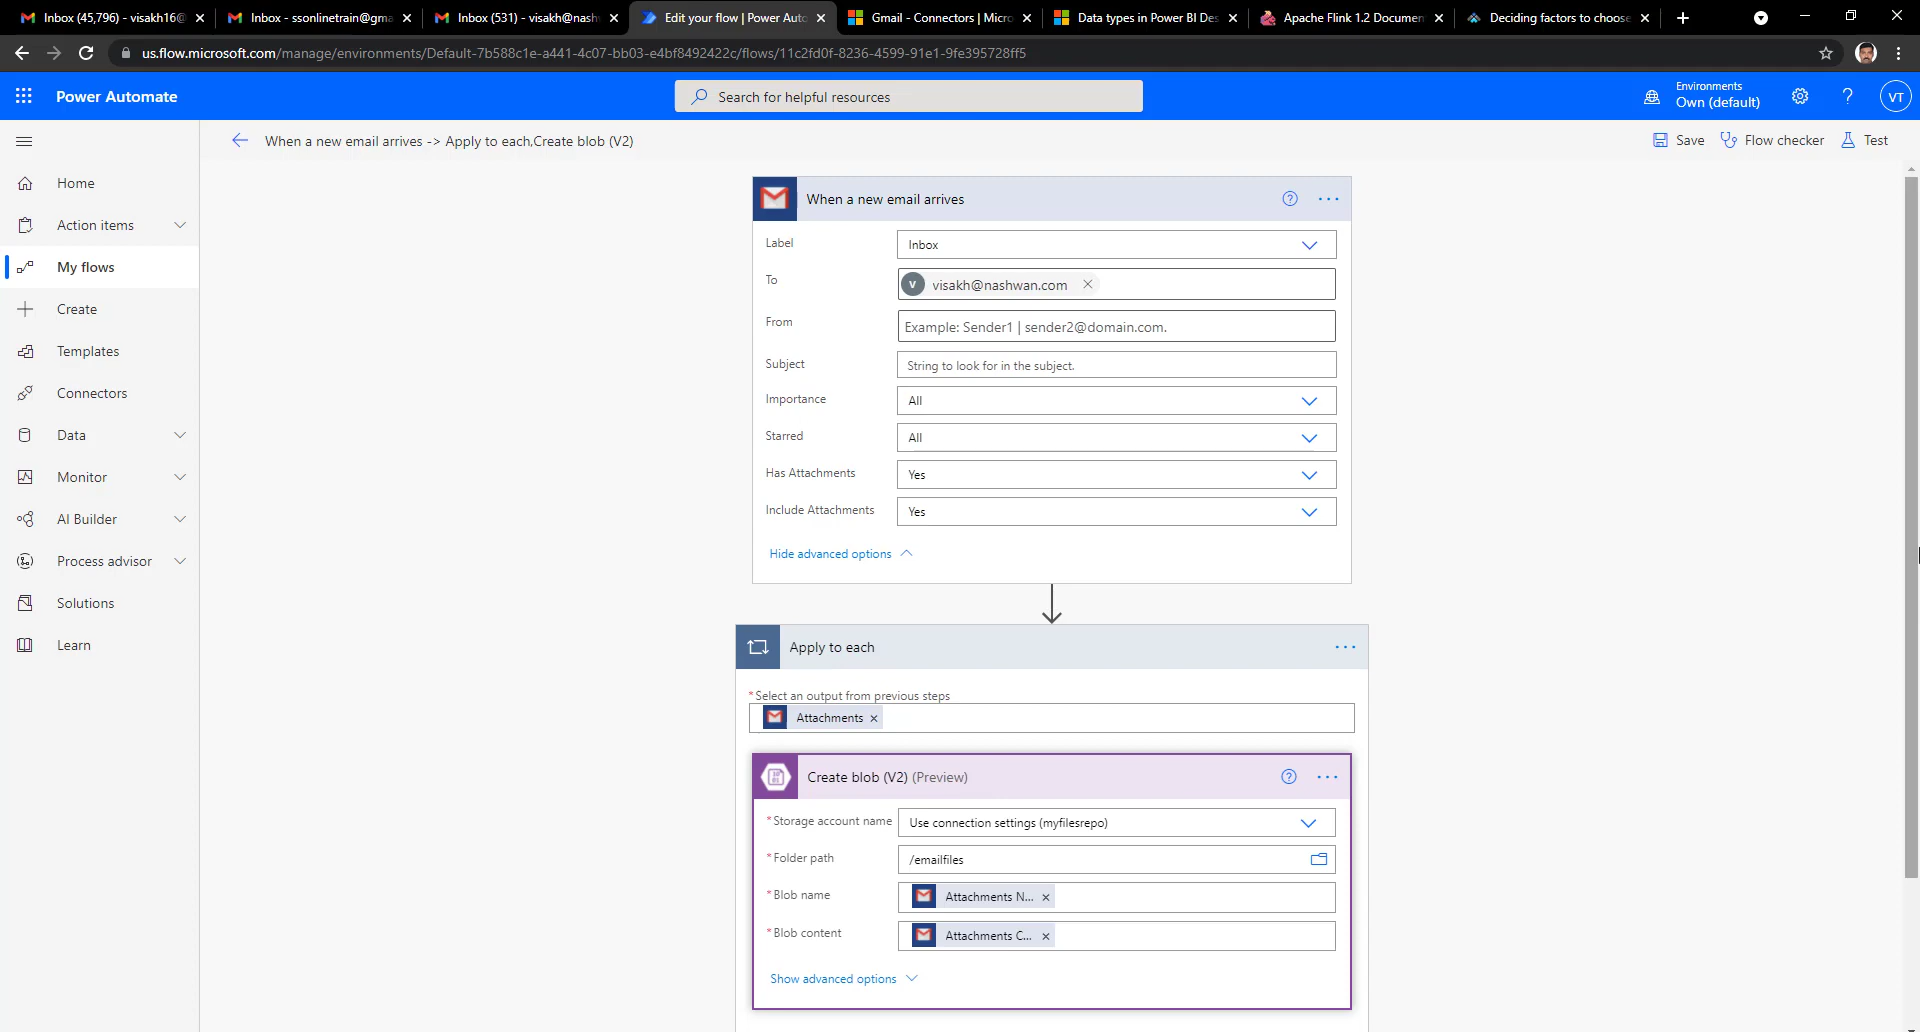 Inbox (45,796) - visakh16@
Inbox - ssonlinetrain@gma
Inbox (531) - visakh@nash
Edit your flow | Power Auto
Gmail - Connectors | Micro
Data types in Power BI Des
Apache Flink 1.2 Documen
Deciding factors to choose
us.flow.microsoft.com/manage/environments/Default-7b588c1e-a441-4c07-bb03-e4bf8492422c/flows/11c2fd0f-8236-4599-91e1-9fe395728ff5
Power Automate
Search for helpful resources
Environments
Own (default)
VT
When a new email arrives -> Apply to each,Create blob (V2)
Save
Flow checker
Test
Home
Action items
My flows
Create
Templates
Connectors
Data
Monitor
AI Builder
Process advisor
Solutions
Learn
When a new email arrives
Label
Inbox
To
V visakh@nashwan.com
From
Example: Sender1 | sender2@domain.com.
Subject
String to look for in the subject.
Importance
All
Starred
All
Has Attachments
Yes
Include Attachments
Yes
Hide advanced options
Apply to each
*Select an output from previous steps
Attachments
Create blob (V2) (Preview)
*Storage account name
Use connection settings (myfilesrepo)
*Folder path
/emailfiles
*Blob name
Attachments N...
*Blob content
Attachments C...
Show advanced options